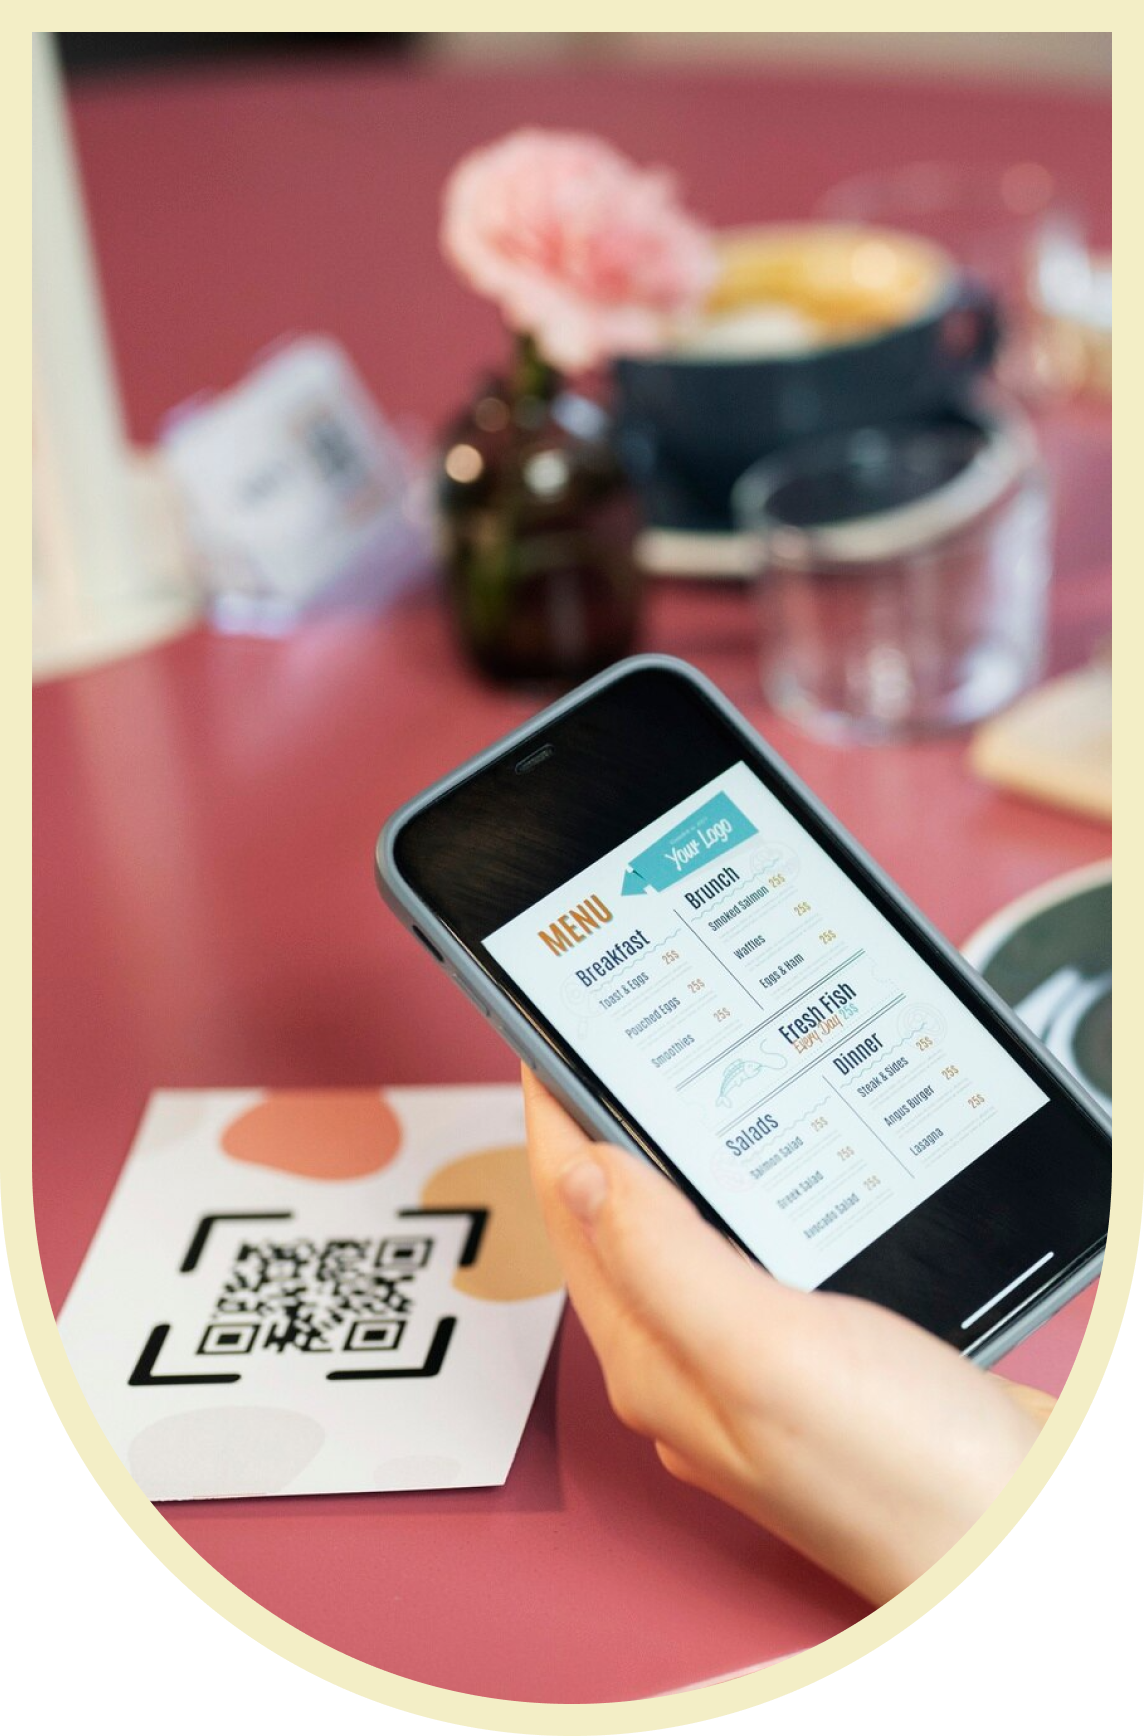 Your Logo
MENU
Breakfast
Toast & Eggs 25$
Pouched Eggs 25$
Smoothies 25$
Brunch
Smoked Salmon 25$
Waffles 25$
Eggs & Ham 25$
Fresh Fish
Every Day 25$
Salads
Salmon Salad 25$
Greek Salad 25$
Avocado Salad 25$
Dinner
Steak & Sides 25$
Angus Burger 25$
Lasagna 25$